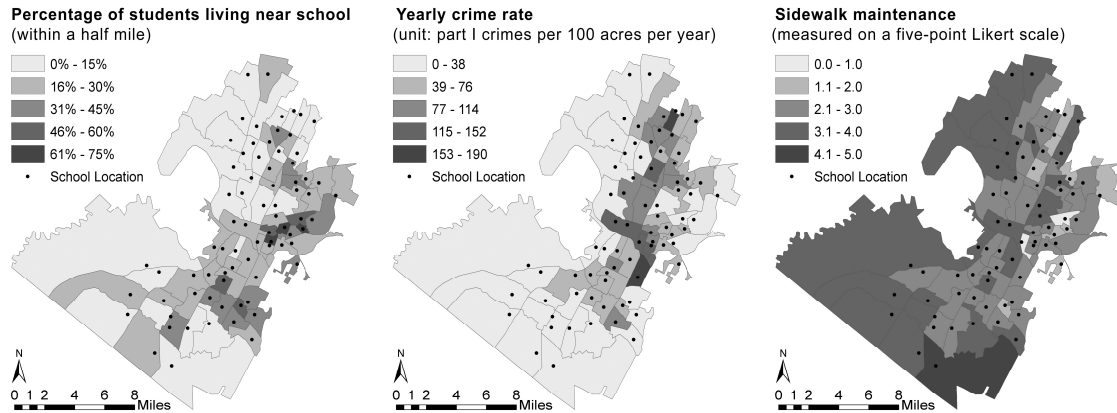 Percentage of students living near school
(within a half mile)
0% - 15%
16% - 30%
31% - 45%
46% - 60%
61% - 75%
School Location
N
0 1 2 4 6 8
Miles
Yearly crime rate
(unit: part I crimes per 100 acres per year)
0 - 38
39 - 76
77 - 114
115 - 152
153 - 190
School Location
N
0 1 2 4 6 8
Miles
Sidewalk maintenance
(measured on a five-point Likert scale)
0.0 - 1.0
1.1 - 2.0
2.1 - 3.0
3.1 - 4.0
4.1 - 5.0
School Location
N
0 1 2 4 6 8
Miles